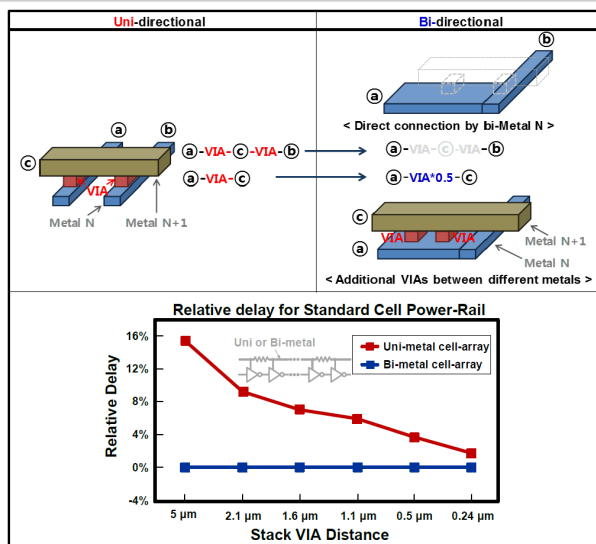 Uni-directional
Bi-directional
ⓐ
ⓑ
ⓒ
VIA
Metal N
Metal N+1
ⓐ-VIA-ⓒ-VIA-ⓑ
ⓐ-VIA-ⓒ
ⓑ
ⓐ
< Direct connection by bi-Metal N >
ⓐ-VIA-ⓒ-VIA-ⓑ
ⓐ-VIA*0.5-ⓒ
ⓒ
ⓐ
VIA
VIA
Metal N+1
Metal N
< Additional VIAs between different metals >
Relative delay for Standard Cell Power-Rail
Uni or Bi-metal
Uni-metal cell-array
Bi-metal cell-array
Relative Delay
16%
12%
8%
4%
0%
-4%
5 μm
2.1 μm
1.6 μm
1.1 μm
0.5 μm
0.24 μm
Stack VIA Distance